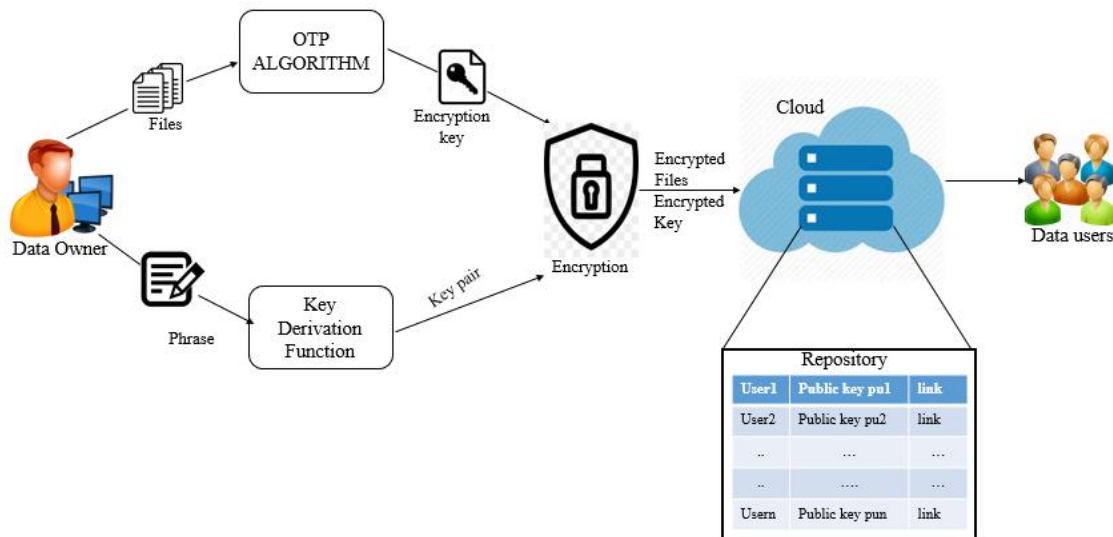 OTP
ALGORITHM
Files
Encryption
key
Cloud
Encrypted
Files
Encrypted
Key
Data Owner
Encryption
Data users
Key pair
Phrase
Key
Derivation
Function
Repository
User1 Public key pu1 link
User2 Public key pu2 link
.. ... ...
.. .... ...
Usern Public key pun link